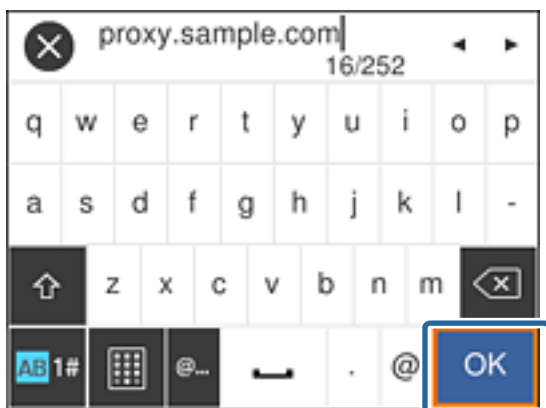 proxy.sample.com
16/252
q w e r t y u i o p
a s d f g h j k l -
z x c v b n m
AB 1# @... . @ OK